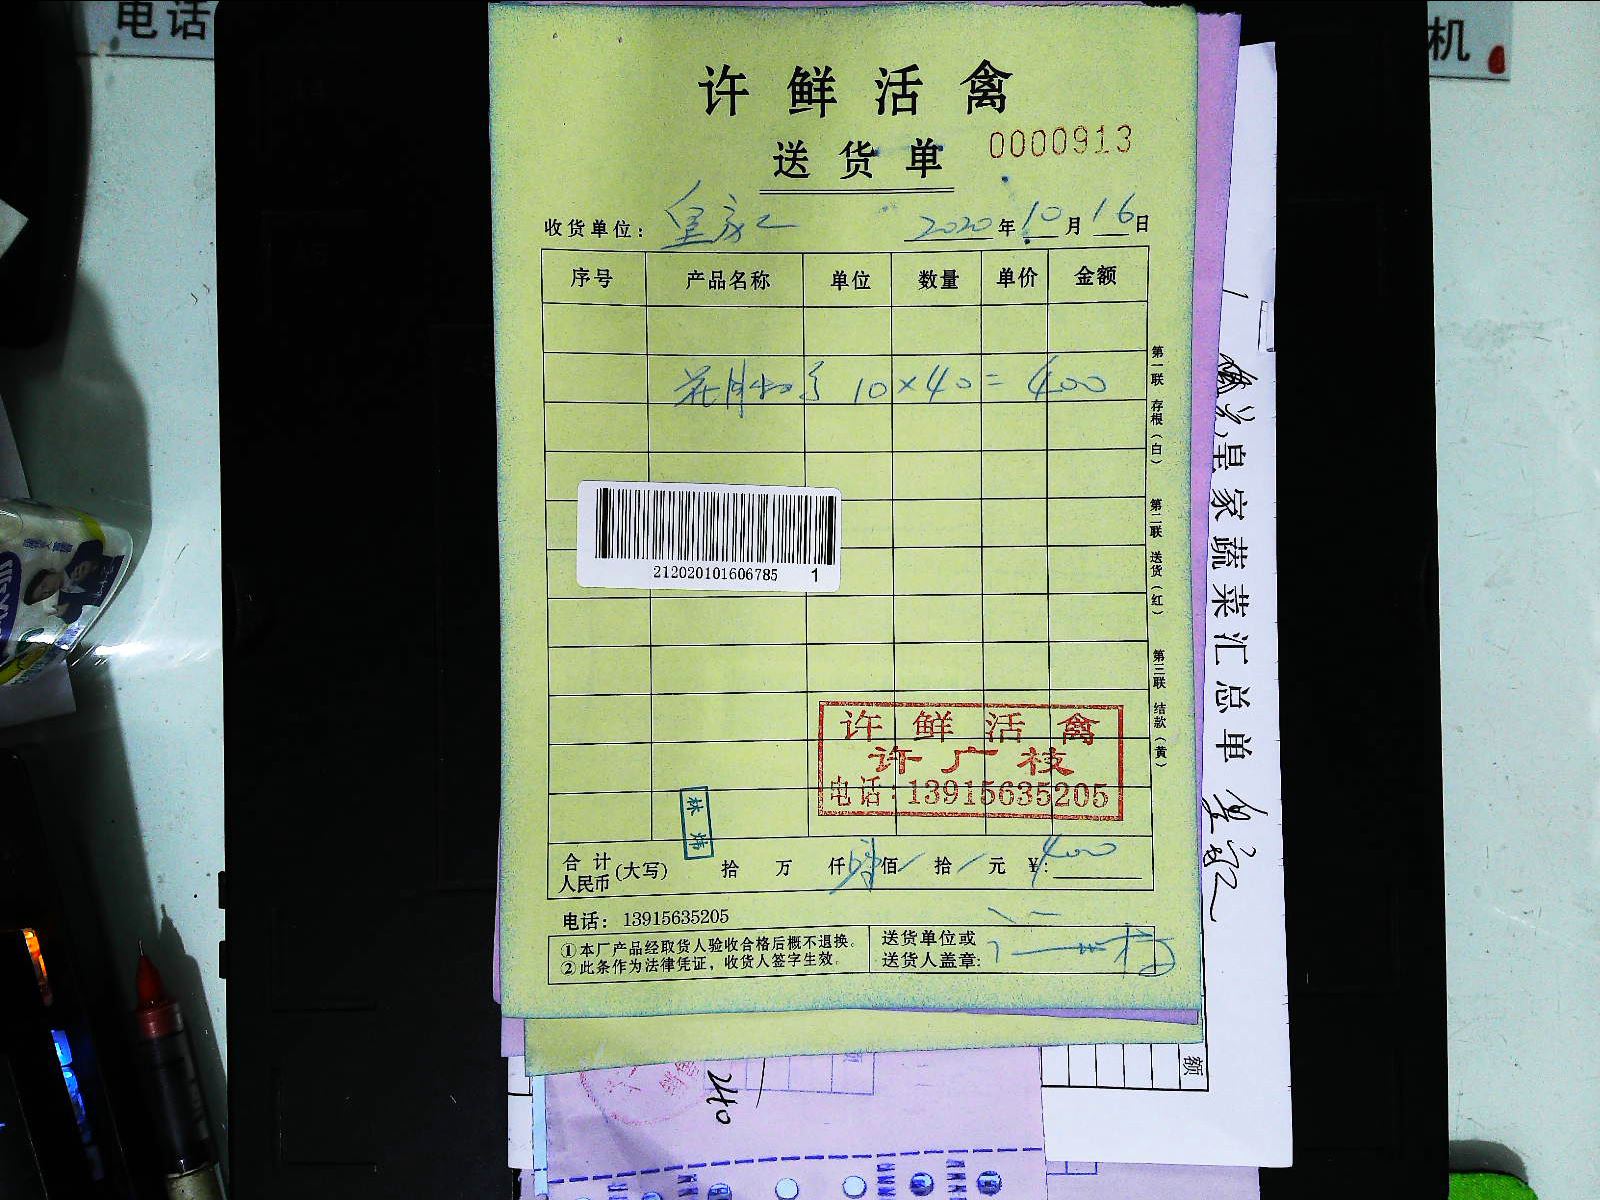 电话
机
许鲜活禽
送货单 0000913
收货单位: 皇家 2020年10月16日
序号 产品名称 单位 数量 单价 金额
10×40=400
第一联 存根(白) 第二联 送货(红) 第三联 结款(黄)
212020101606785 1
许鲜活禽
许广枝
电话:13915635205
林炜
合计人民币(大写) 拾 万 仟 肆佰 拾 元 ¥:400
电话: 13915635205
①本厂产品经取货人验收合格后概不退换。
②此条作为法律凭证,收货人签字生效。
送货单位或
送货人盖章:
皇家蔬菜汇总单 皇家
额
240